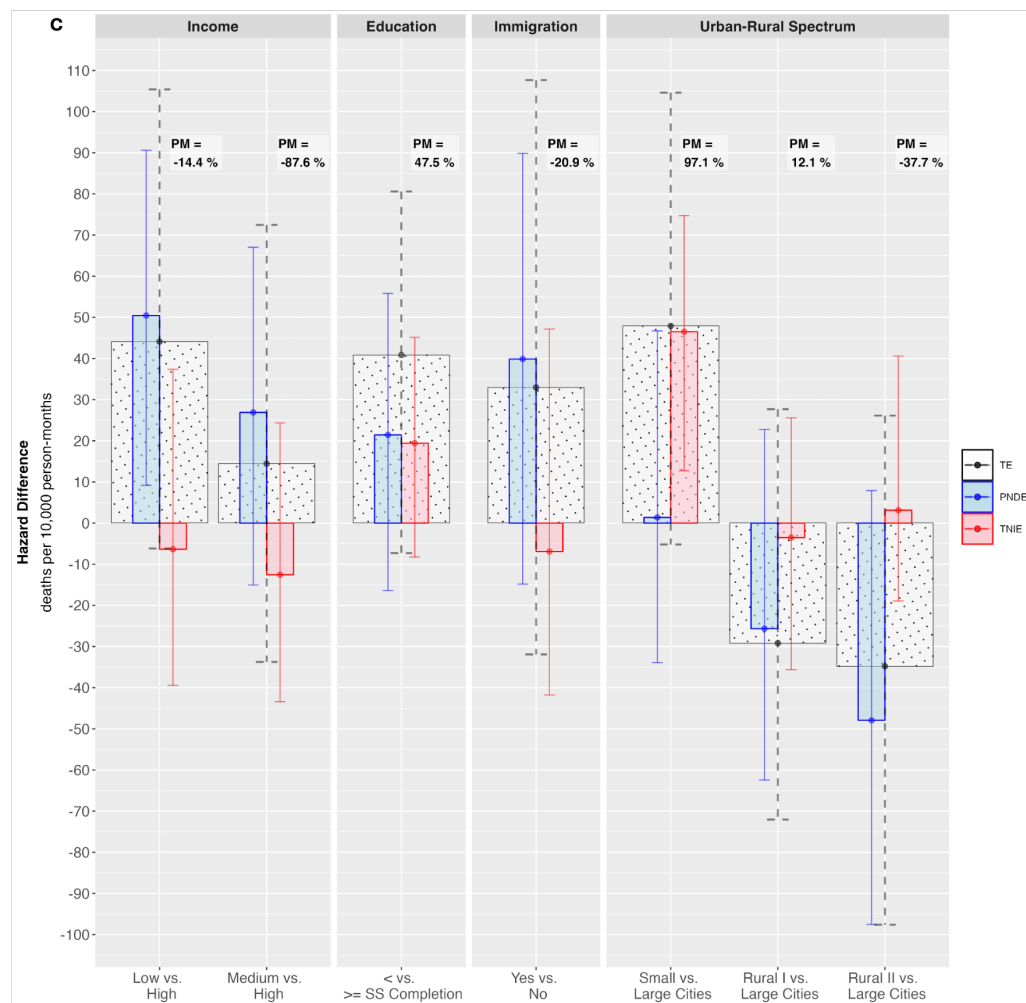 C
Income
Education
Immigration
Urban-Rural Spectrum
Hazard Difference
deaths per 10,000 person-months
110
100
90
80
70
60
50
40
30
20
10
0
-10
-20
-30
-40
-50
-60
-70
-80
-90
-100
PM =
-14.4 %
PM =
-87.6 %
PM =
47.5 %
PM =
-20.9 %
PM =
97.1 %
PM =
12.1 %
PM =
-37.7 %
TE
PNDE
TNIE
Low vs.
High
Medium vs.
High
< vs.
>= SS Completion
Yes vs.
No
Small vs.
Large Cities
Rural I vs.
Large Cities
Rural II vs.
Large Cities